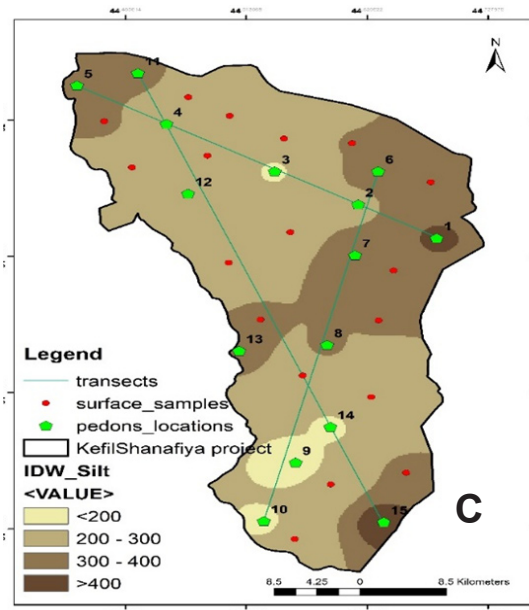 N
5
11
4
3
6
12
2
1
7
8
13
14
9
10
15
Legend
transects
surface_samples
pedons_locations
KefilShanafiya project
IDW_Silt
<VALUE>
<200
200 - 300
300 - 400
>400
C
8.5 4.25 0 8.5 Kilometers